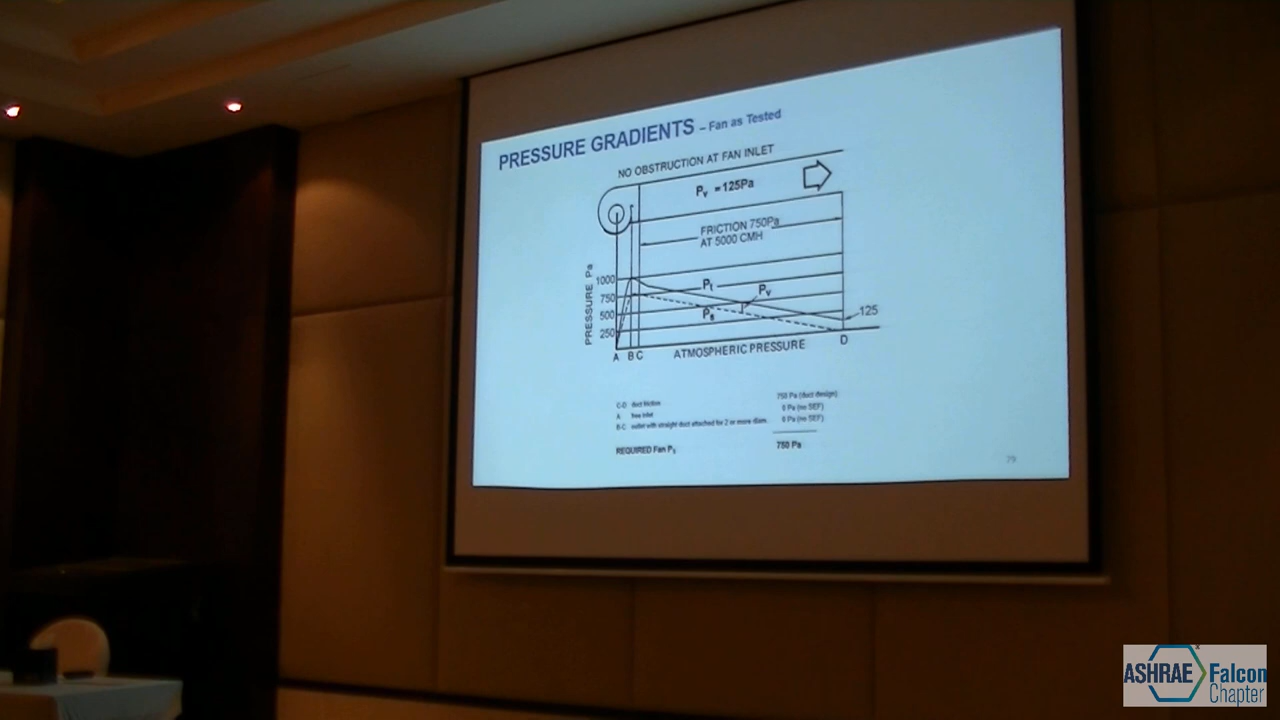 PRESSURE GRADIENTS – Fan as Tested
NO OBSTRUCTION AT FAN INLET
Pv = 125Pa
FRICTION 750Pa
AT 5000 CMH
PRESSURE Pa
1000
750
500
250
Pt
Pv
Ps
125
A B C
ATMOSPHERIC PRESSURE
D
C-D duct friction 750 Pa (duct design)
A free inlet 0 Pa (no SEF)
B-C outlet with straight duct attached for 2 or more diam. 0 Pa (no SEF)
REQUIRED Fan 750 Pa
79
ASHRAE Falcon
Chapter